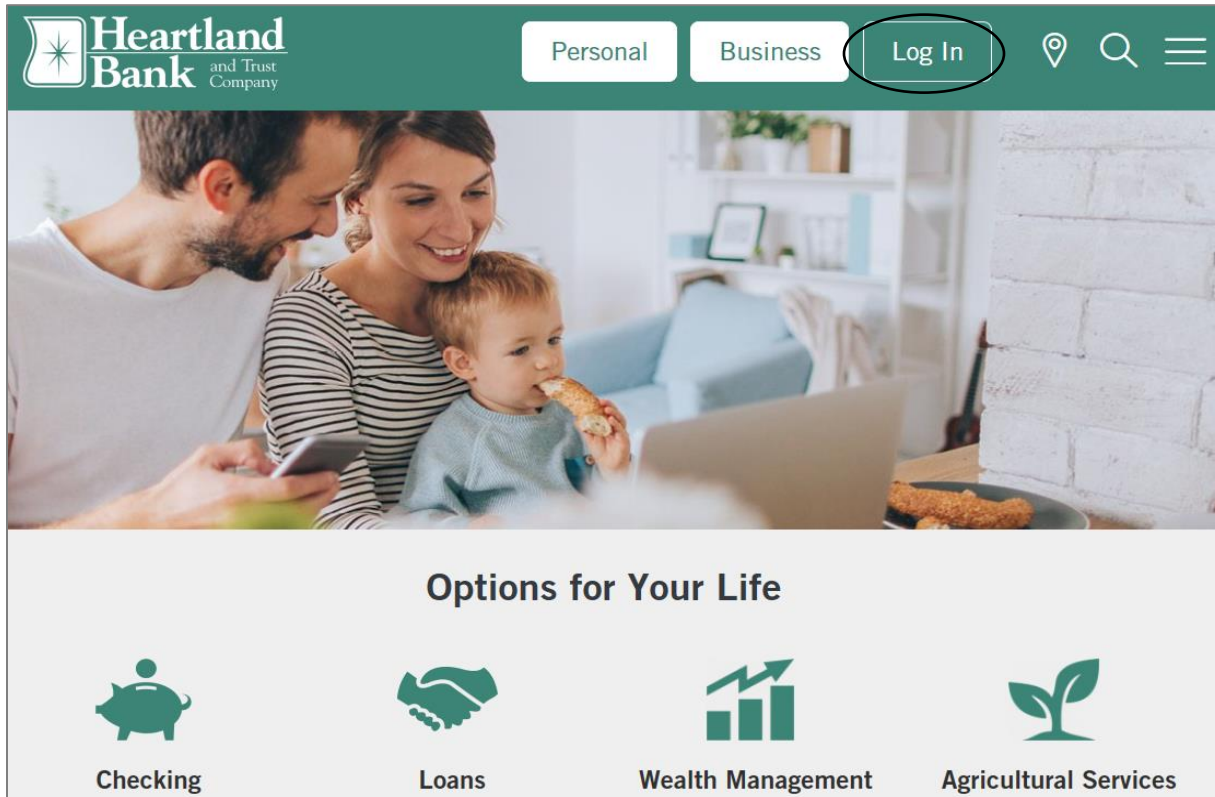 Heartland
Bank and Trust
Company
Personal Business Log In
Options for Your Life
Checking Loans Wealth Management Agricultural Services